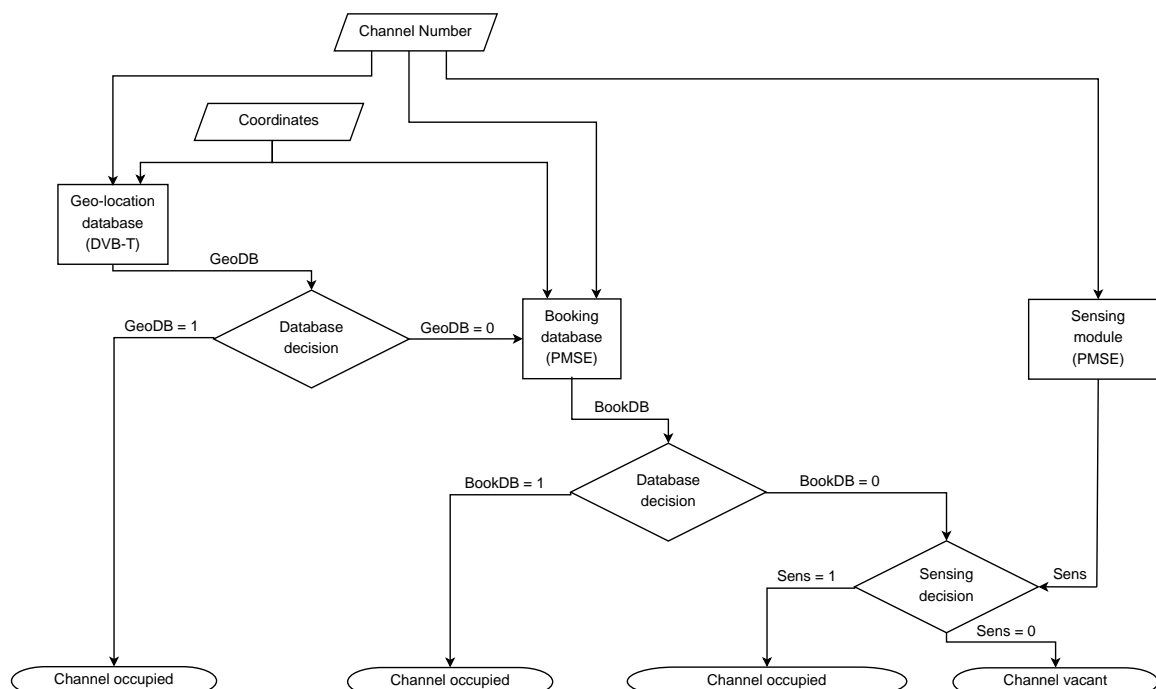 Channel Number
Coordinates
Geo-location
database
(DVB-T)
GeoDB
GeoDB = 1
Database
decision
GeoDB = 0
Booking
database
(PMSE)
Sensing
module
(PMSE)
BookDB
BookDB = 1
Database
decision
BookDB = 0
Sens = 1
Sensing
decision
Sens
Sens = 0
Channel occupied
Channel occupied
Channel occupied
Channel vacant